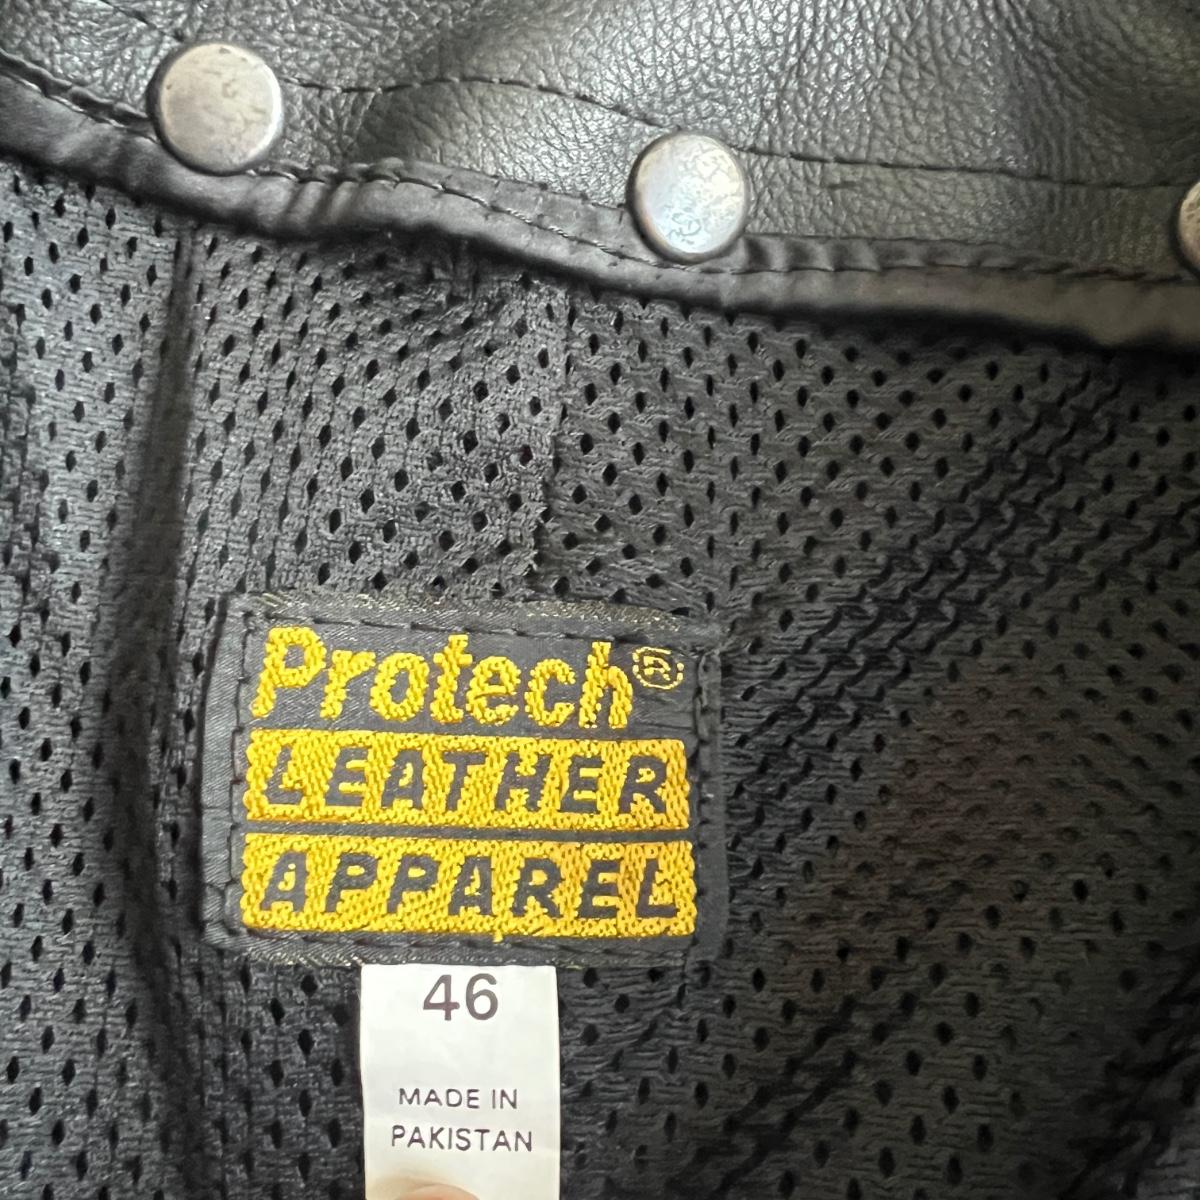 Protech®
LEATHER
APPAREL
46
MADE IN
PAKISTAN